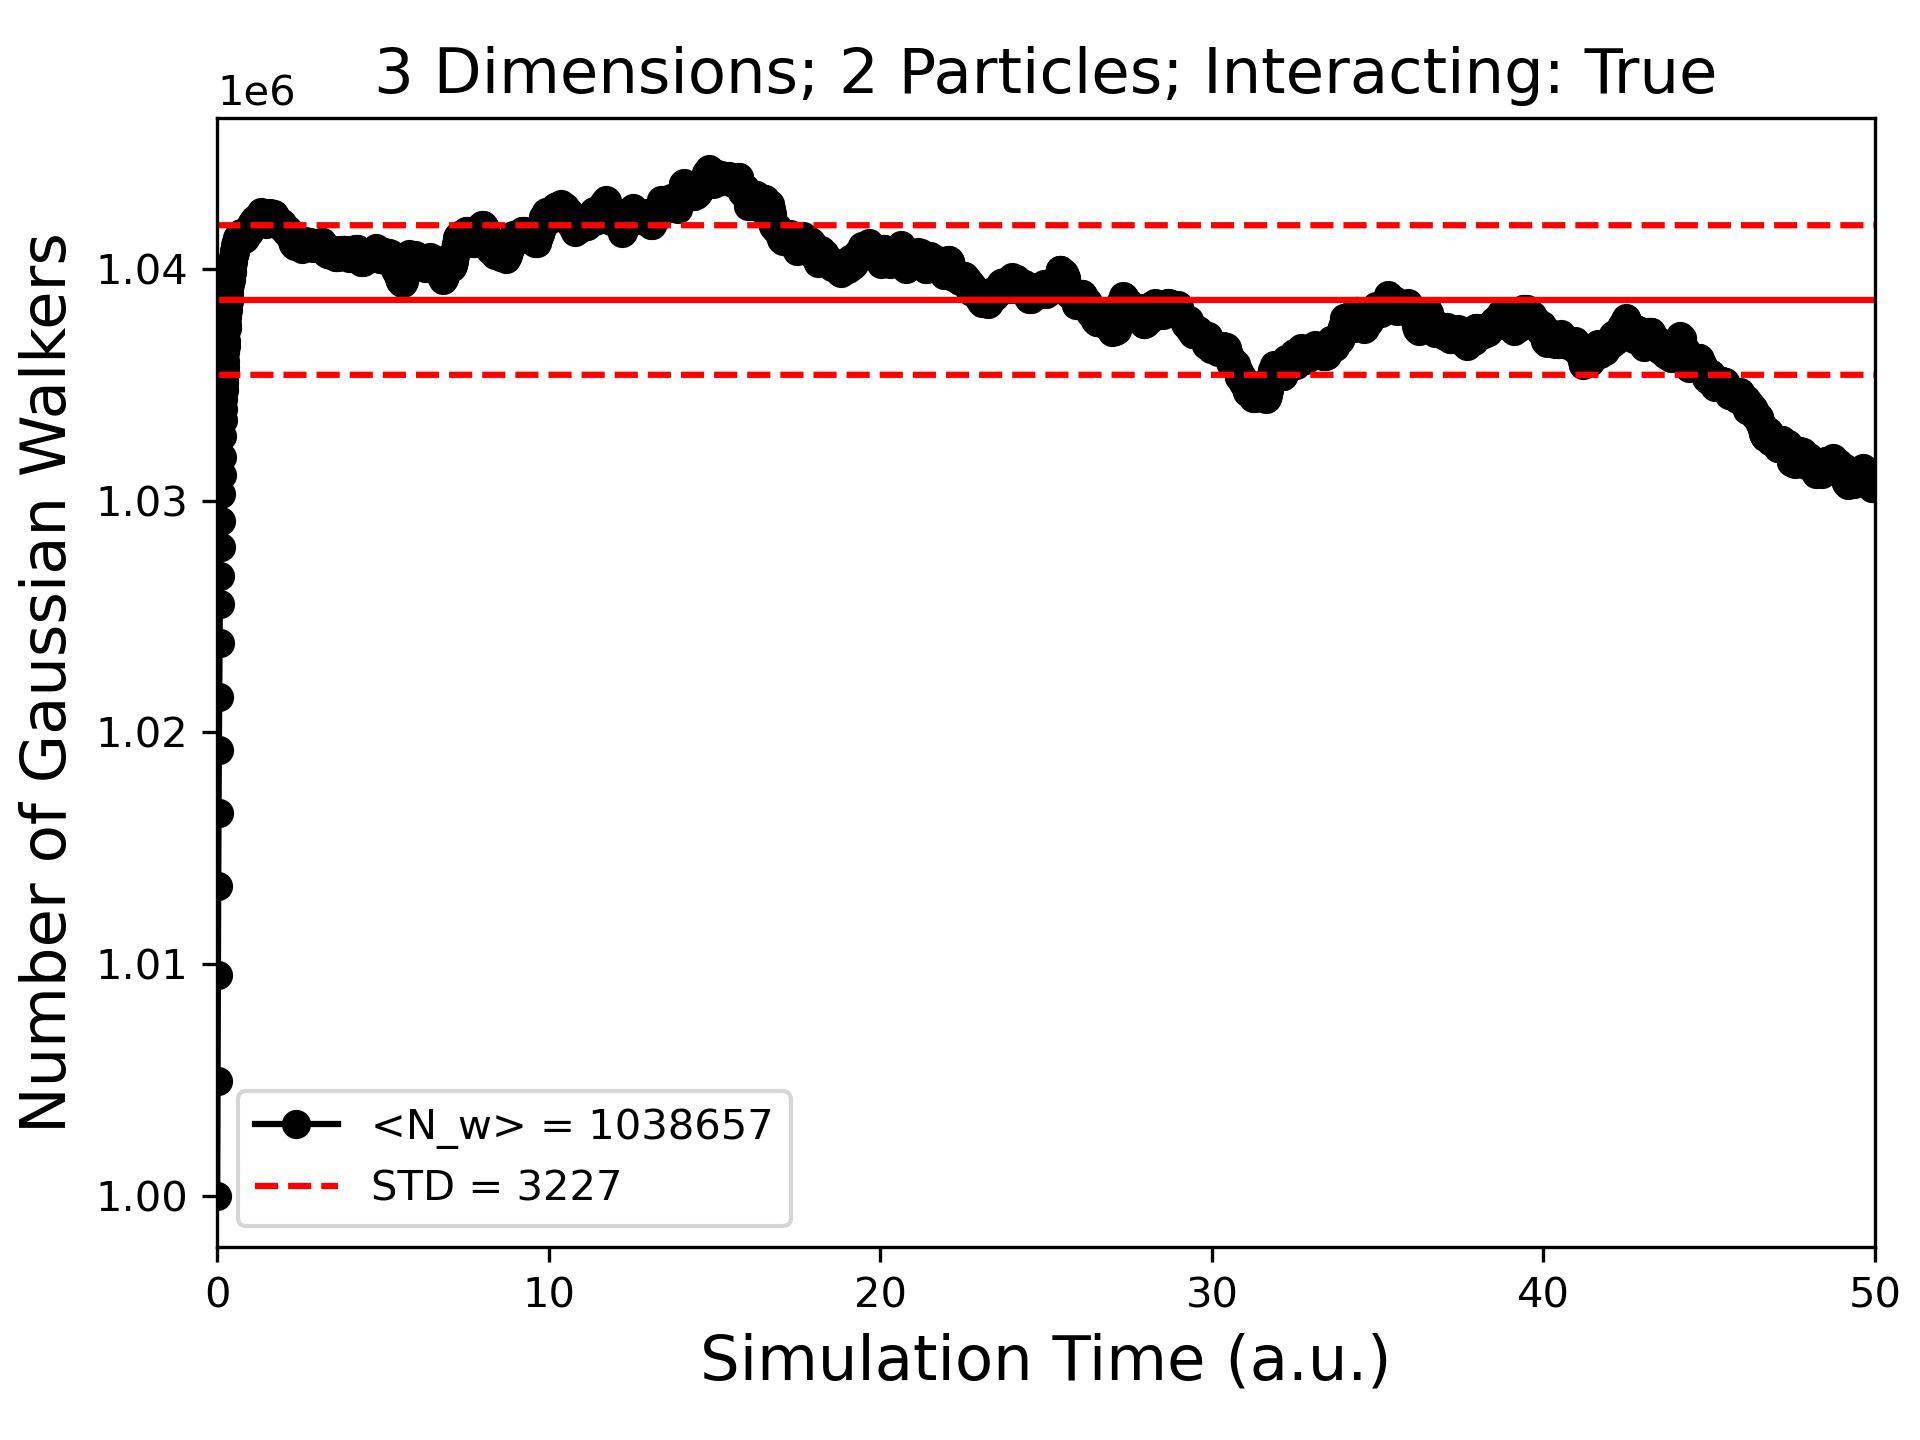 3 Dimensions; 2 Particles; Interacting: True
1e6
Number of Gaussian Walkers
1.04
1.03
1.02
1.01
1.00
<N_w> = 1038657
STD = 3227
0 10 20 30 40 50
Simulation Time (a.u.)